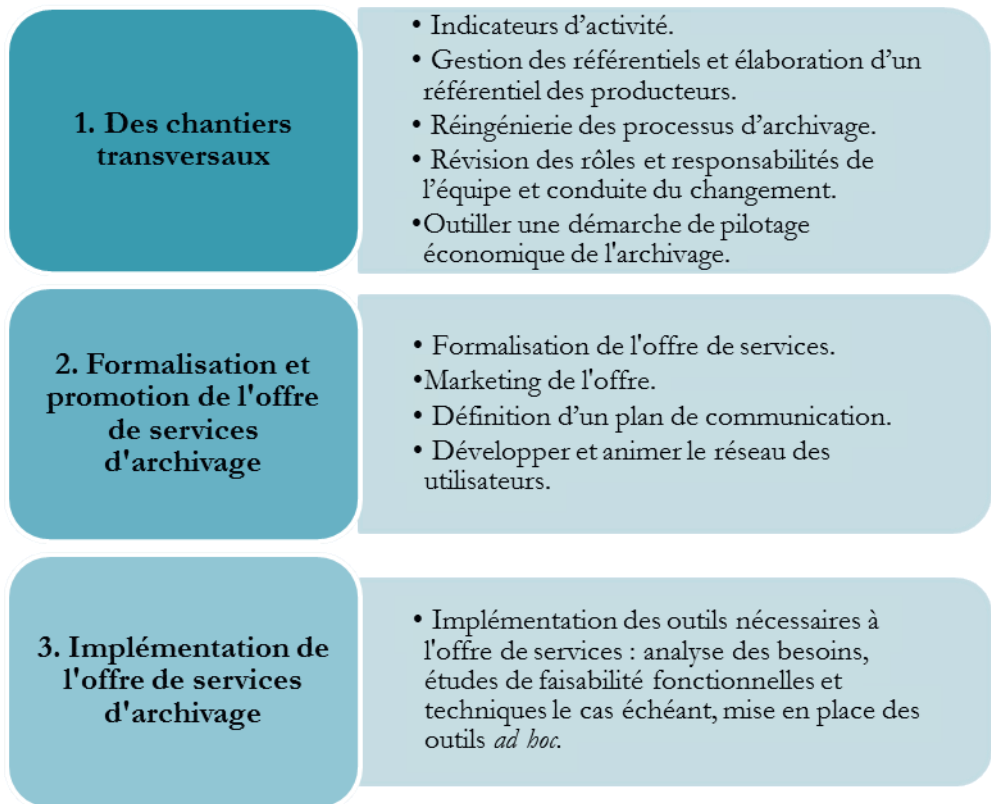 1. Des chantiers
transversaux
• Indicateurs d’activité.
• Gestion des référentiels et élaboration d’un
référentiel des producteurs.
• Réingénierie des processus d’archivage.
• Révision des rôles et responsabilités de
l’équipe et conduite du changement.
•Outiller une démarche de pilotage
économique de l'archivage.
2. Formalisation et
promotion de l'offre
de services
d'archivage
• Formalisation de l'offre de services.
•Marketing de l'offre.
• Définition d’un plan de communication.
• Développer et animer le réseau des
utilisateurs.
3. Implémentation de
l'offre de services
d'archivage
• Implémentation des outils nécessaires à
l'offre de services : analyse des besoins,
études de faisabilité fonctionnelles et
techniques le cas échéant, mise en place des
outils ad hoc.